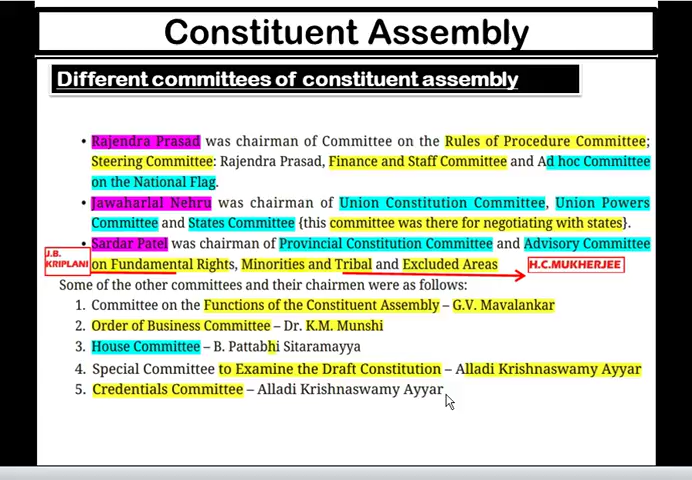 Constituent Assembly
Different committees of constituent assembly
• Rajendra Prasad was chairman of Committee on the Rules of Procedure Committee;
Steering Committee: Rajendra Prasad, Finance and Staff Committee and Ad hoc Committee
on the National Flag.
• Jawaharlal Nehru was chairman of Union Constitution Committee, Union Powers
Committee and States Committee {this committee was there for negotiating with states}.
• Sardar Patel was chairman of Provincial Constitution Committee and Advisory Committee
J.B.
KRIPLANI
on Fundamental Rights, Minorities and Tribal and Excluded Areas
H.C.MUKHERJEE
Some of the other committees and their chairmen were as follows:
1. Committee on the Functions of the Constituent Assembly – G.V. Mavalankar
2. Order of Business Committee – Dr. K.M. Munshi
3. House Committee – B. Pattabhi Sitaramayya
4. Special Committee to Examine the Draft Constitution – Alladi Krishnaswamy Ayyar
5. Credentials Committee – Alladi Krishnaswamy Ayyar